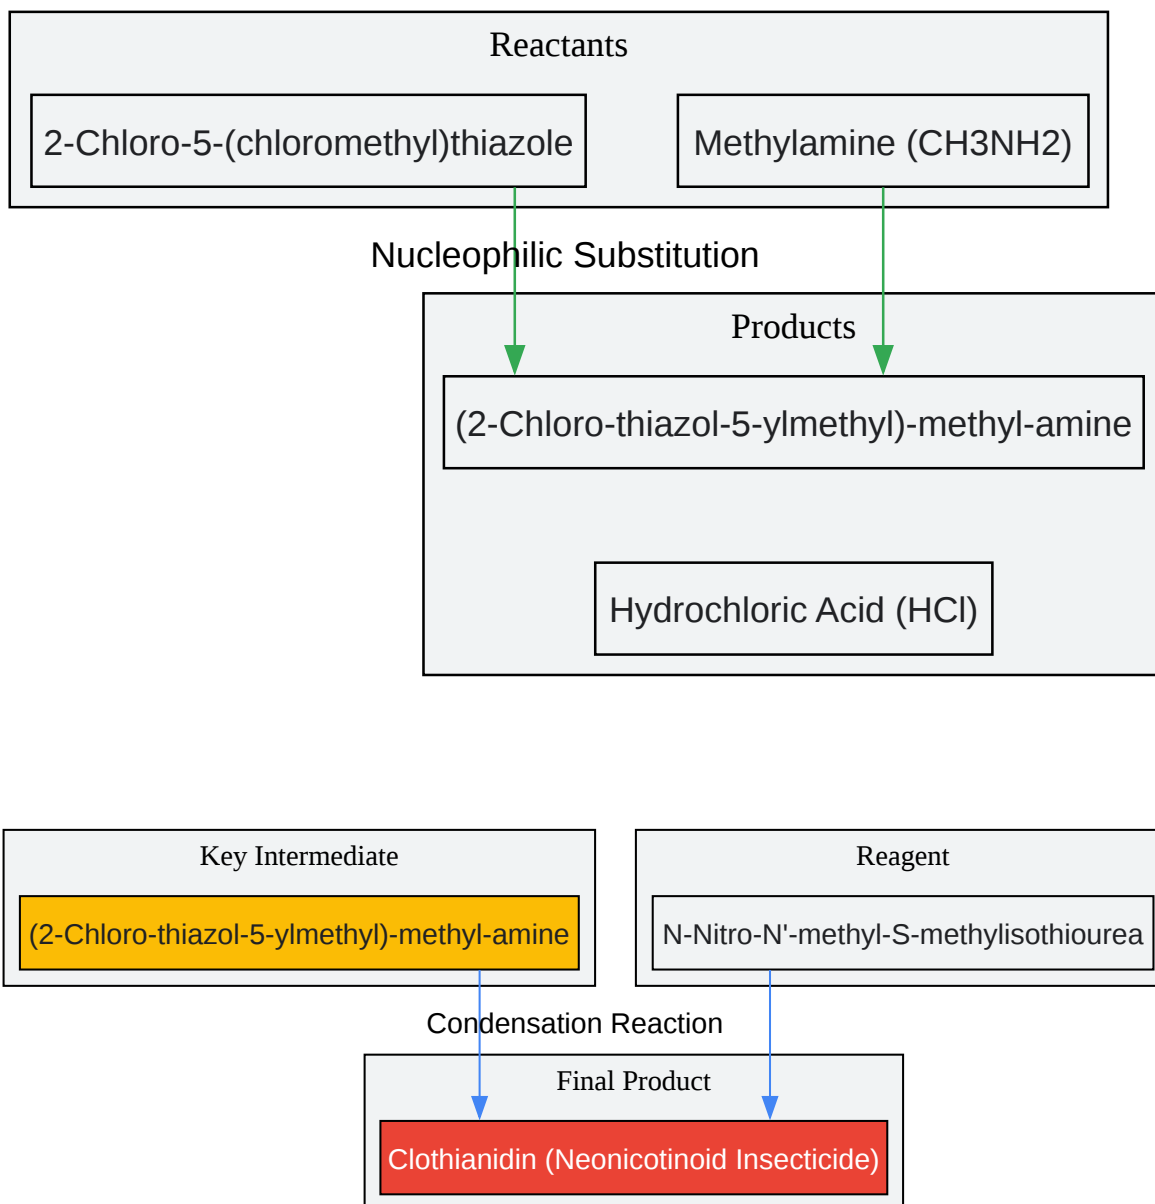 Reactants
2-Chloro-5-(chloromethyl)thiazole
Methylamine (CH3NH2)
Nucleophilic Substitution
Products
(2-Chloro-thiazol-5-ylmethyl)-methyl-amine
Hydrochloric Acid (HCl)
Key Intermediate
(2-Chloro-thiazol-5-ylmethyl)-methyl-amine
Reagent
N-Nitro-N'-methyl-S-methylisothiourea
Condensation Reaction
Final Product
Clothianidin (Neonicotinoid Insecticide)